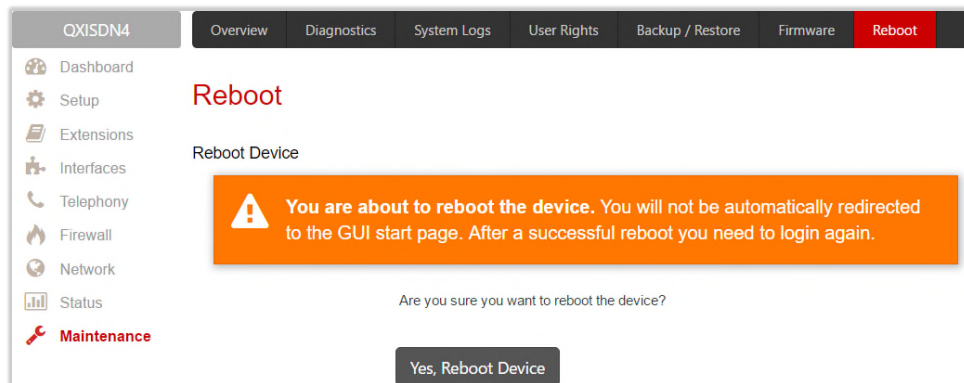 QXISDN4
Overview Diagnostics System Logs User Rights Backup / Restore Firmware Reboot
Dashboard
Setup
Extensions
Interfaces
Telephony
Firewall
Network
Status
Maintenance
Reboot
Reboot Device
You are about to reboot the device. You will not be automatically redirected
to the GUI start page. After a successful reboot you need to login again.
Are you sure you want to reboot the device?
Yes, Reboot Device